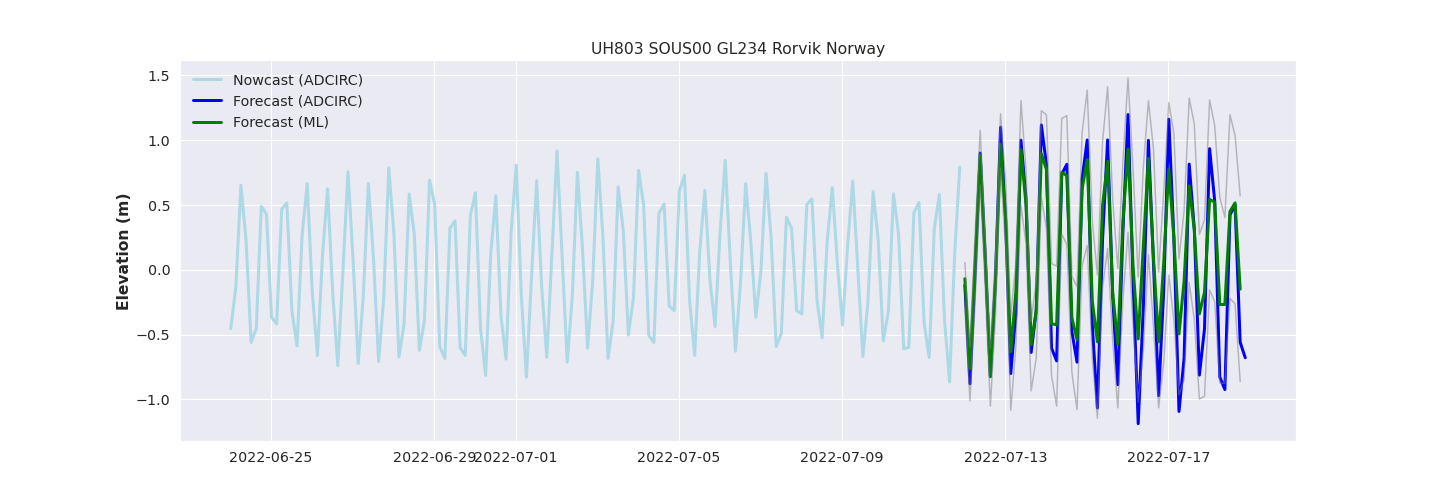 UH803 SOUS00 GL234 Rorvik Norway
Nowcast (ADCIRC)
Forecast (ADCIRC)
Forecast (ML)
Elevation (m)
1.5
1.0
0.5
0.0
−0.5
−1.0
2022-06-25
2022-06-29
2022-07-01
2022-07-05
2022-07-09
2022-07-13
2022-07-17